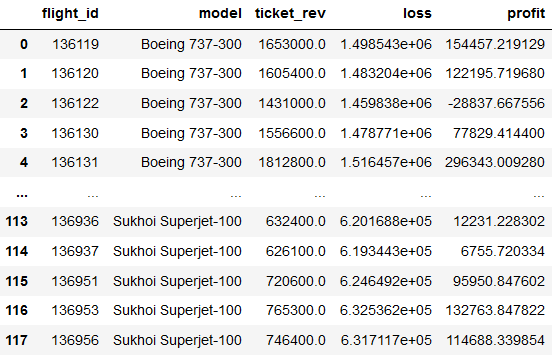 flight_id model ticket_rev loss profit
0 136119 Boeing 737-300 1653000.0 1.498543e+06 154457.219129
1 136120 Boeing 737-300 1605400.0 1.483204e+06 122195.719680
2 136122 Boeing 737-300 1431000.0 1.459838e+06 -28837.667556
3 136130 Boeing 737-300 1556600.0 1.478771e+06 77829.414400
4 136131 Boeing 737-300 1812800.0 1.516457e+06 296343.009280
... ... ... ... ... ...
113 136936 Sukhoi Superjet-100 632400.0 6.201688e+05 12231.228302
114 136937 Sukhoi Superjet-100 626100.0 6.193443e+05 6755.720334
115 136951 Sukhoi Superjet-100 720600.0 6.246492e+05 95950.847602
116 136953 Sukhoi Superjet-100 765300.0 6.325362e+05 132763.847822
117 136956 Sukhoi Superjet-100 746400.0 6.317117e+05 114688.339854